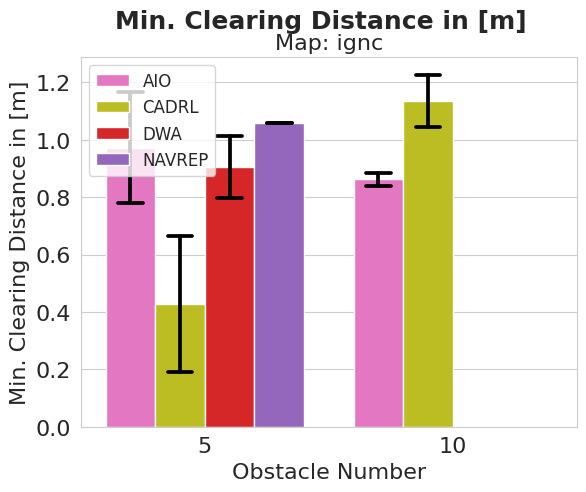 Min. Clearing Distance in [m]
Map: ignc
AIO
CADRL
DWA
NAVREP
Min. Clearing Distance in [m]
1.2
1.0
0.8
0.6
0.4
0.2
0.0
5
10
Obstacle Number